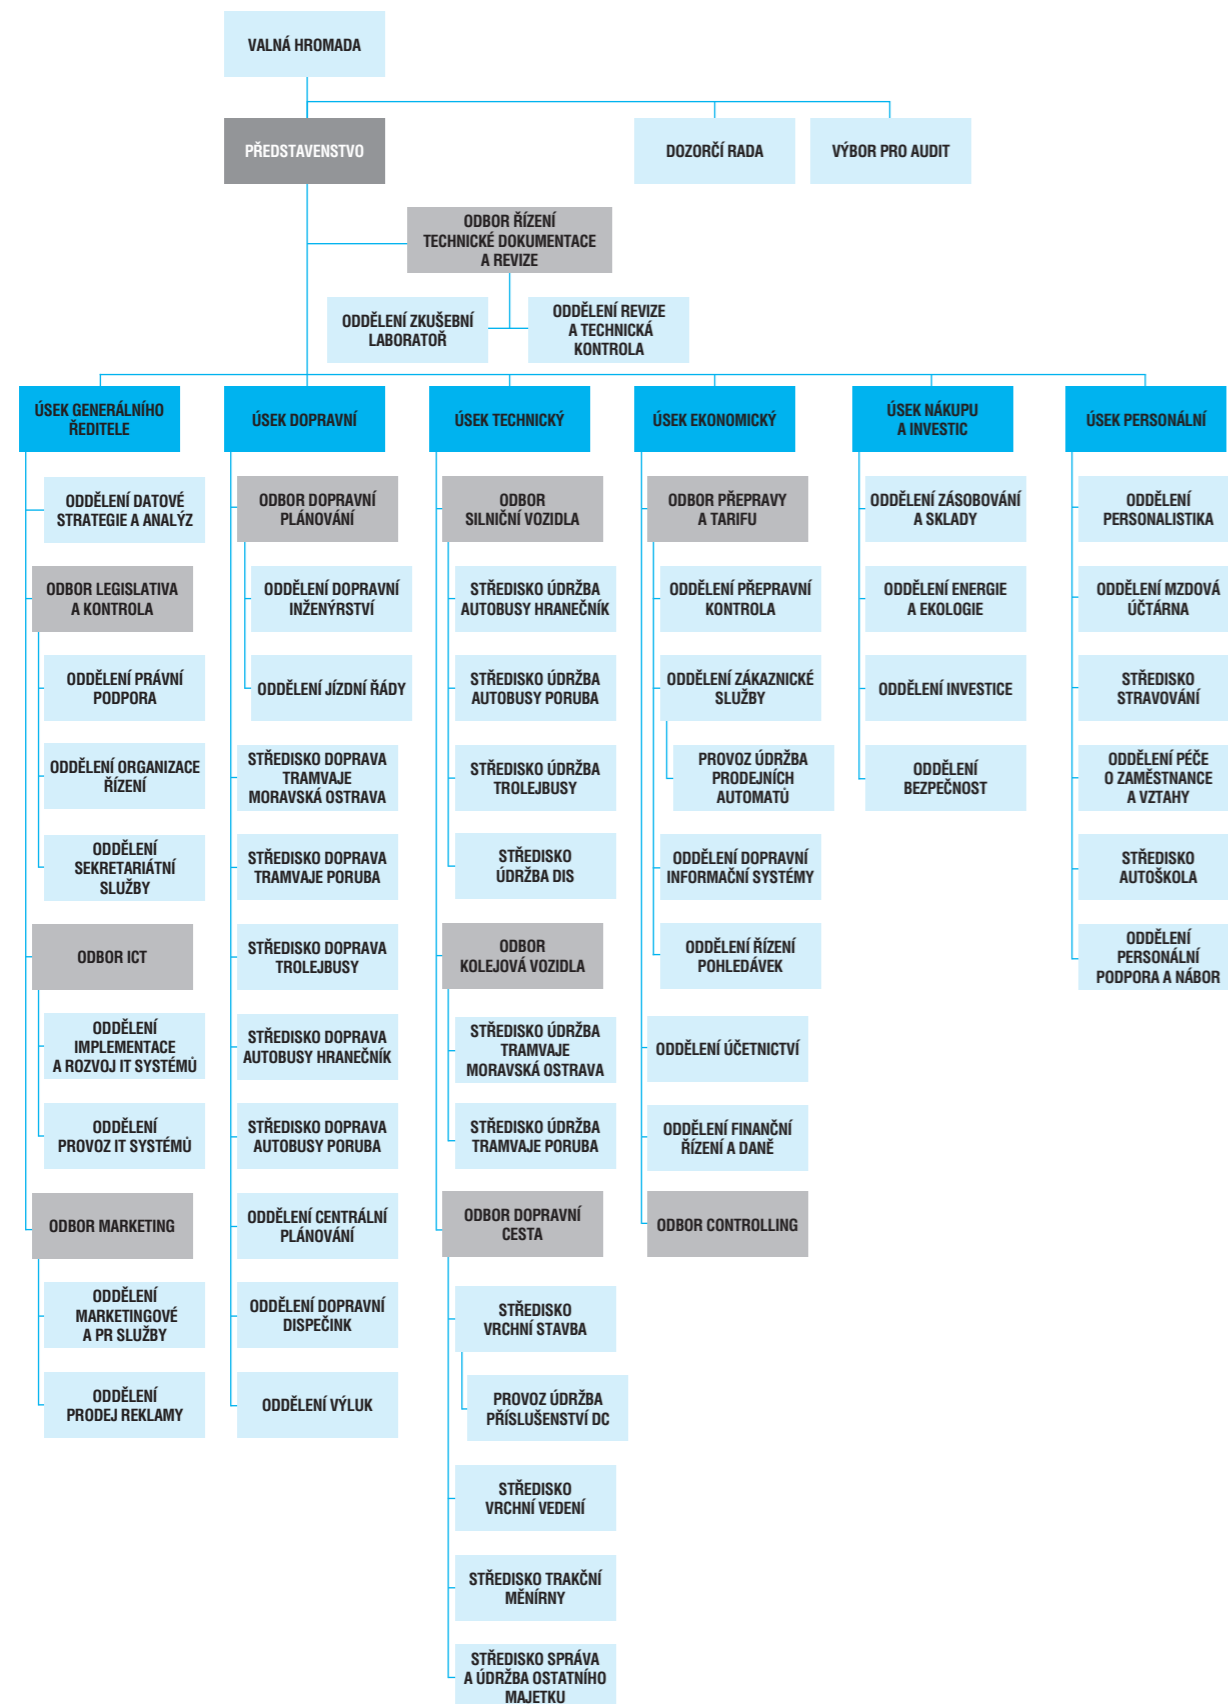 VALNÁ HROMADA
PŘEDSTAVENSTVO
DOZORČÍ RADA
VÝBOR PRO AUDIT
ODBOR ŘÍZENÍ
TECHNICKÉ DOKUMENTACE
A REVIZE
ODDĚLENÍ ZKUŠEBNÍ
LABORATOŘ
ODDĚLENÍ REVIZE
A TECHNICKÁ
KONTROLA
ÚSEK GENERÁLNÍHO
ŘEDITELE
ODDĚLENÍ DATOVÉ
STRATEGIE A ANALÝZ
ODBOR LEGISLATIVA
A KONTROLA
ODDĚLENÍ PRÁVNÍ
PODPORA
ODDĚLENÍ ORGANIZACE
ŘÍZENÍ
ODDĚLENÍ
SEKRETARIÁTNÍ
SLUŽBY
ODBOR ICT
ODDĚLENÍ
IMPLEMENTACE
A ROZVOJ IT SYSTÉMŮ
ODDĚLENÍ
PROVOZ IT SYSTÉMŮ
ODBOR MARKETING
ODDĚLENÍ
MARKETINGOVÉ
A PR SLUŽBY
ODDĚLENÍ
PRODEJ REKLAMY
ÚSEK DOPRAVNÍ
ODBOR DOPRAVNÍ
PLÁNOVÁNÍ
ODDĚLENÍ DOPRAVNÍ
INŽENÝRSTVÍ
ODDĚLENÍ JÍZDNÍ ŘÁDY
STŘEDISKO DOPRAVA
TRAMVAJE
MORAVSKÁ OSTRAVA
STŘEDISKO DOPRAVA
TRAMVAJE PORUBA
STŘEDISKO DOPRAVA
TROLEJBUSY
STŘEDISKO DOPRAVA
AUTOBUSY HRANEČNÍK
STŘEDISKO DOPRAVA
AUTOBUSY PORUBA
ODDĚLENÍ CENTRÁLNÍ
PLÁNOVÁNÍ
ODDĚLENÍ DOPRAVNÍ
DISPEČINK
ODDĚLENÍ VÝLUK
ÚSEK TECHNICKÝ
ODBOR
SILNIČNÍ VOZIDLA
STŘEDISKO ÚDRŽBA
AUTOBUSY HRANEČNÍK
STŘEDISKO ÚDRŽBA
AUTOBUSY PORUBA
STŘEDISKO ÚDRŽBA
TROLEJBUSY
STŘEDISKO
ÚDRŽBA DIS
ODBOR
KOLEJOVÁ VOZIDLA
STŘEDISKO ÚDRŽBA
TRAMVAJE
MORAVSKÁ OSTRAVA
STŘEDISKO ÚDRŽBA
TRAMVAJE PORUBA
ODBOR DOPRAVNÍ
CESTA
STŘEDISKO
VRCHNÍ STAVBA
PROVOZ ÚDRŽBA
PŘÍSLUŠENSTVÍ DC
STŘEDISKO
VRCHNÍ VEDENÍ
STŘEDISKO TRAKČNÍ
MĚNÍRNY
STŘEDISKO SPRÁVA
A ÚDRŽBA OSTATNÍHO
MAJETKU
ÚSEK EKONOMICKÝ
ODBOR PŘEPRAVY
A TARIFU
ODDĚLENÍ PŘEPRAVNÍ
KONTROLA
ODDĚLENÍ ZÁKAZNICKÉ
SLUŽBY
PROVOZ ÚDRŽBA
PRODEJNÍCH
AUTOMATŮ
ODDĚLENÍ DOPRAVNÍ
INFORMAČNÍ SYSTÉMY
ODDĚLENÍ ŘÍZENÍ
POHLEDÁVEK
ODDĚLENÍ ÚČETNICTVÍ
ODDĚLENÍ FINANČNÍ
ŘÍZENÍ A DANĚ
ODBOR CONTROLLING
ÚSEK NÁKUPU
A INVESTIC
ODDĚLENÍ ZÁSOBOVÁNÍ
A SKLADY
ODDĚLENÍ ENERGIE
A EKOLOGIE
ODDĚLENÍ INVESTICE
ODDĚLENÍ
BEZPEČNOST
ÚSEK PERSONÁLNÍ
ODDĚLENÍ
PERSONALISTIKA
ODDĚLENÍ MZDOVÁ
ÚČTÁRNA
STŘEDISKO
STRAVOVÁNÍ
ODDĚLENÍ PÉČE
O ZAMĚSTNANCE
A VZTAHY
STŘEDISKO
AUTOŠKOLA
ODDĚLENÍ
PERSONÁLNÍ
PODPORA A NÁBOR